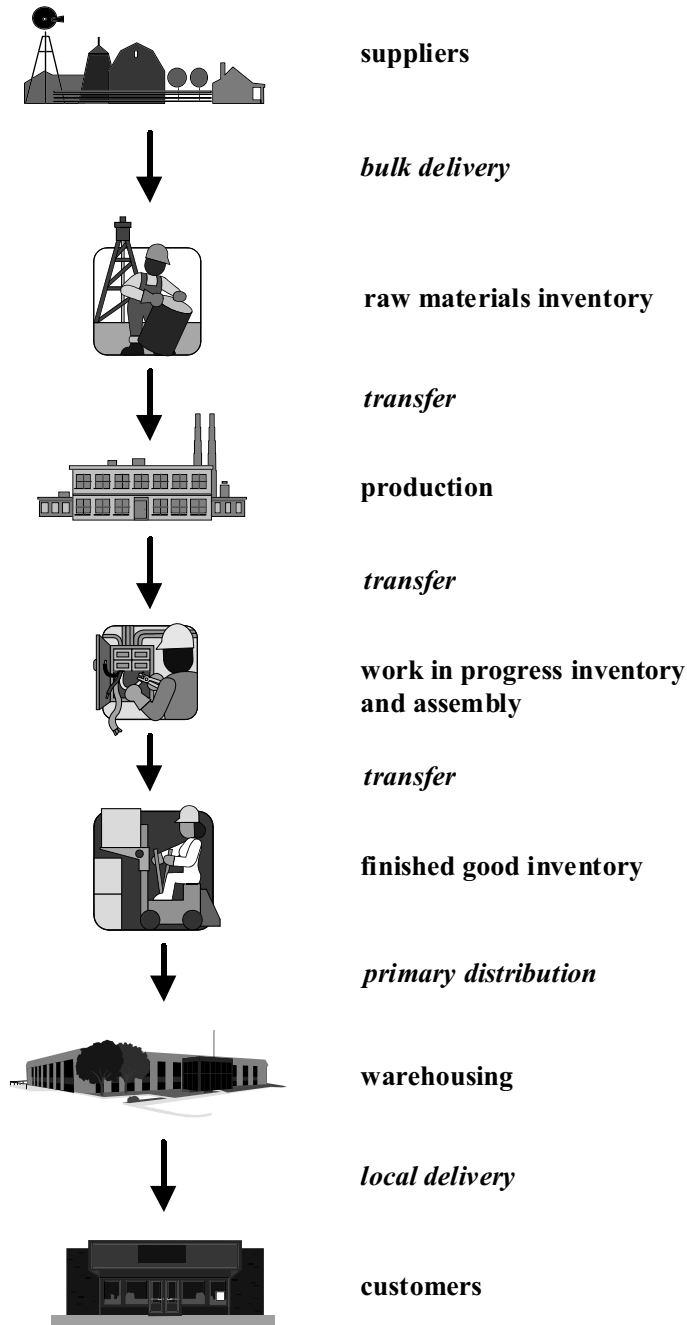 suppliers
bulk delivery
raw materials inventory
transfer
production
transfer
work in progress inventory
and assembly
transfer
finished good inventory
primary distribution
warehousing
local delivery
customers